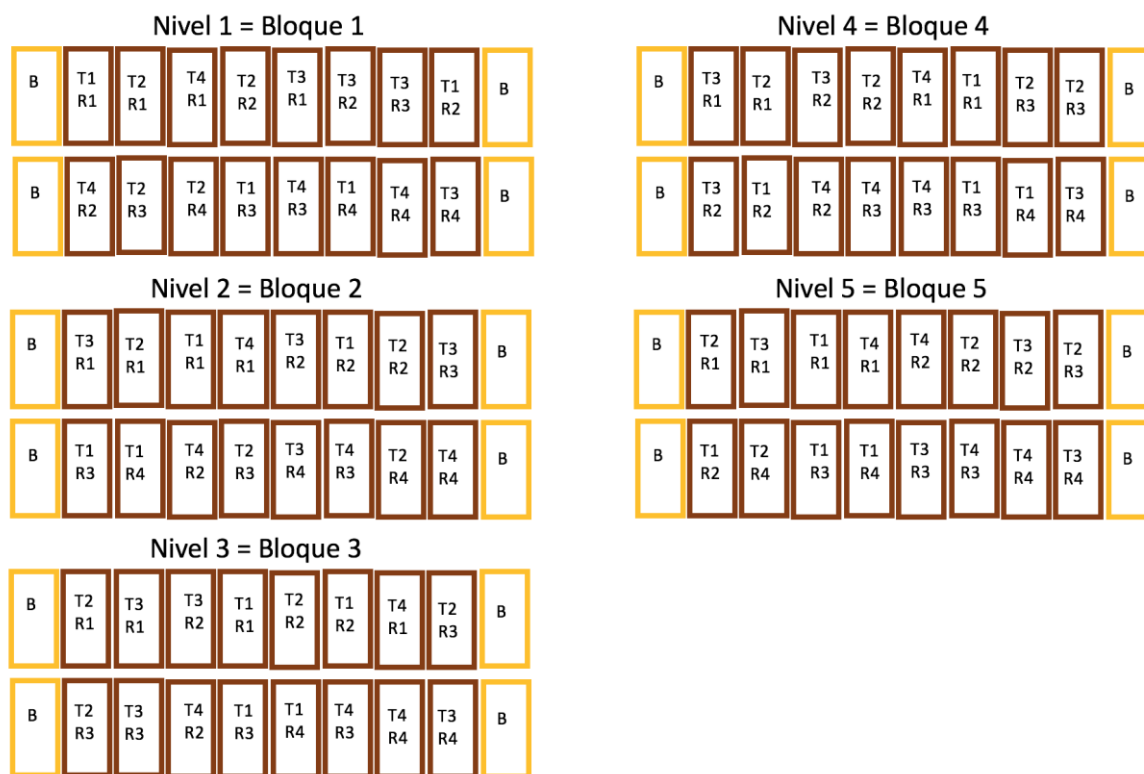 Nivel 1 = Bloque 1
B T1 T2 T4 T2 T3 T3 T3 T1 B
R1 R1 R1 R2 R1 R2 R3 R2
B T4 T2 T2 T1 T4 T1 T4 T3 B
R2 R3 R4 R3 R3 R4 R4 R4
Nivel 2 = Bloque 2
B T3 T2 T1 T4 T3 T1 T2 T3 B
R1 R1 R1 R1 R2 R2 R2 R3
B T1 T1 T4 T2 T3 T4 T2 T4 B
R3 R4 R2 R3 R4 R3 R4 R4
Nivel 3 = Bloque 3
B T2 T3 T3 T1 T2 T1 T4 T2 B
R1 R1 R2 R1 R2 R2 R1 R3
B T2 T3 T4 T1 T1 T4 T4 T3 B
R3 R3 R2 R3 R4 R3 R4 R4
Nivel 4 = Bloque 4
B T3 T2 T3 T2 T4 T1 T2 T2 B
R1 R1 R2 R2 R1 R1 R3 R3
B T3 T1 T4 T4 T4 T1 T1 T3 B
R2 R2 R2 R3 R3 R3 R4 R4
Nivel 5 = Bloque 5
B T2 T3 T1 T4 T4 T2 T3 T2 B
R1 R1 R1 R1 R2 R2 R2 R3
B T1 T2 T1 T1 T3 T4 T4 T3 B
R2 R4 R3 R4 R3 R3 R4 R4